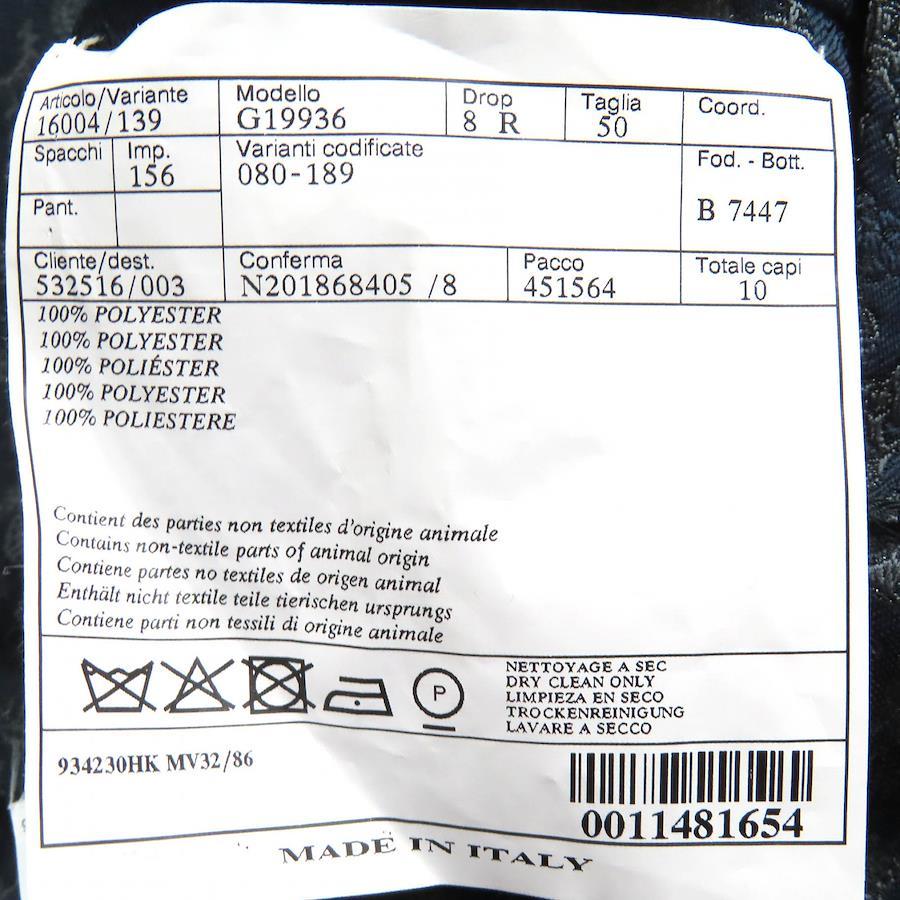 Articolo/Variante Modello Drop Taglia Coord.
16004/139 G19936 8 R 50
Spacchi Imp. Varianti codificate Fod. - Bott.
156 080-189
Pant. B 7447
Cliente/dest. Conferma Pacco Totale capi
532516/003 N201868405 /8 451564 10
100% POLYESTER
100% POLYESTER
100% POLIÉSTER
100% POLYESTER
100% POLIESTERE
Contient des parties non textiles d'origine animale
Contains non-textile parts of animal origin
Contiene partes no textiles de origen animal
Enthält nicht textile teile tierischen ursprungs
Contiene parti non tessili di origine animale
P
NETTOYAGE A SEC
DRY CLEAN ONLY
LIMPIEZA EN SECO
TROCKENREINIGUNG
LAVARE A SECCO
934230HK MV32/86
0011481654
MADE IN ITALY